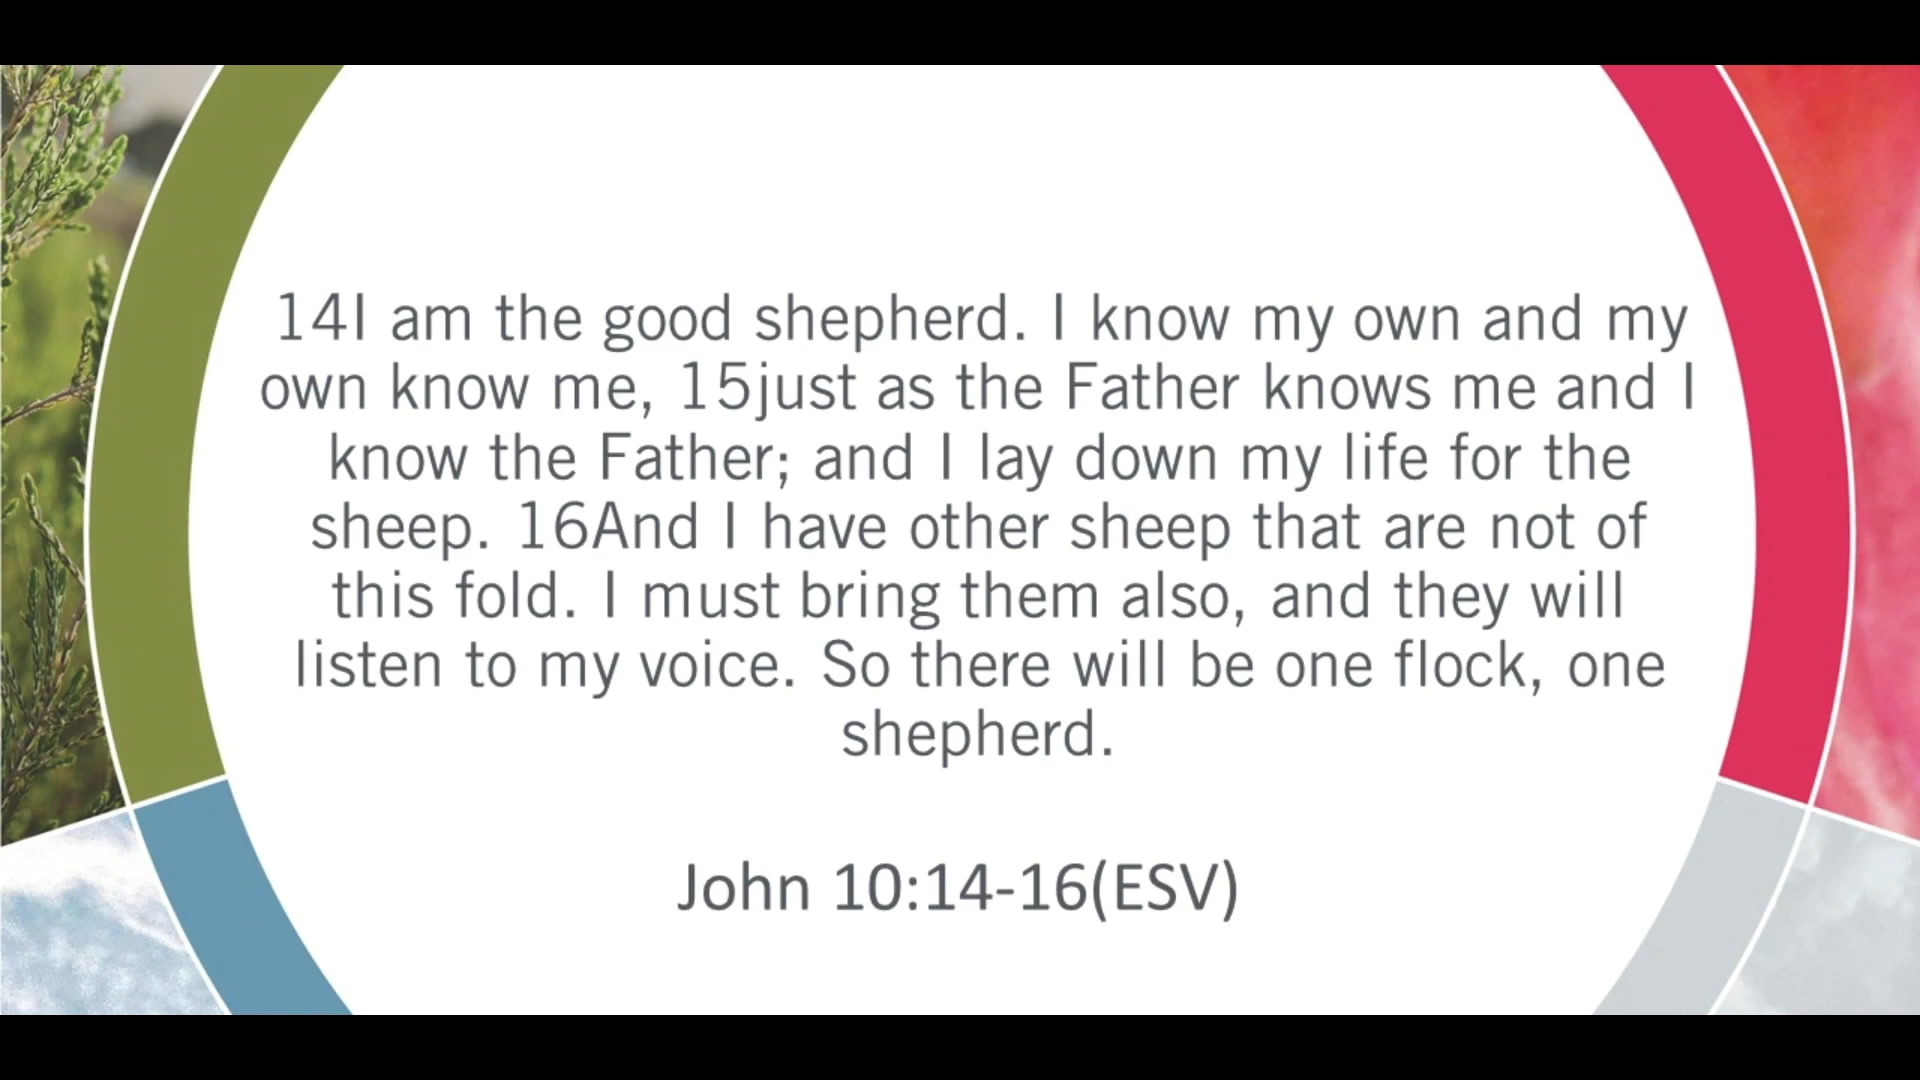 14I am the good shepherd. I know my own and my
own know me, 15just as the Father knows me and I
know the Father; and I lay down my life for the
sheep. 16And I have other sheep that are not of
this fold. I must bring them also, and they will
listen to my voice. So there will be one flock, one
shepherd.
John 10:14-16(ESV)